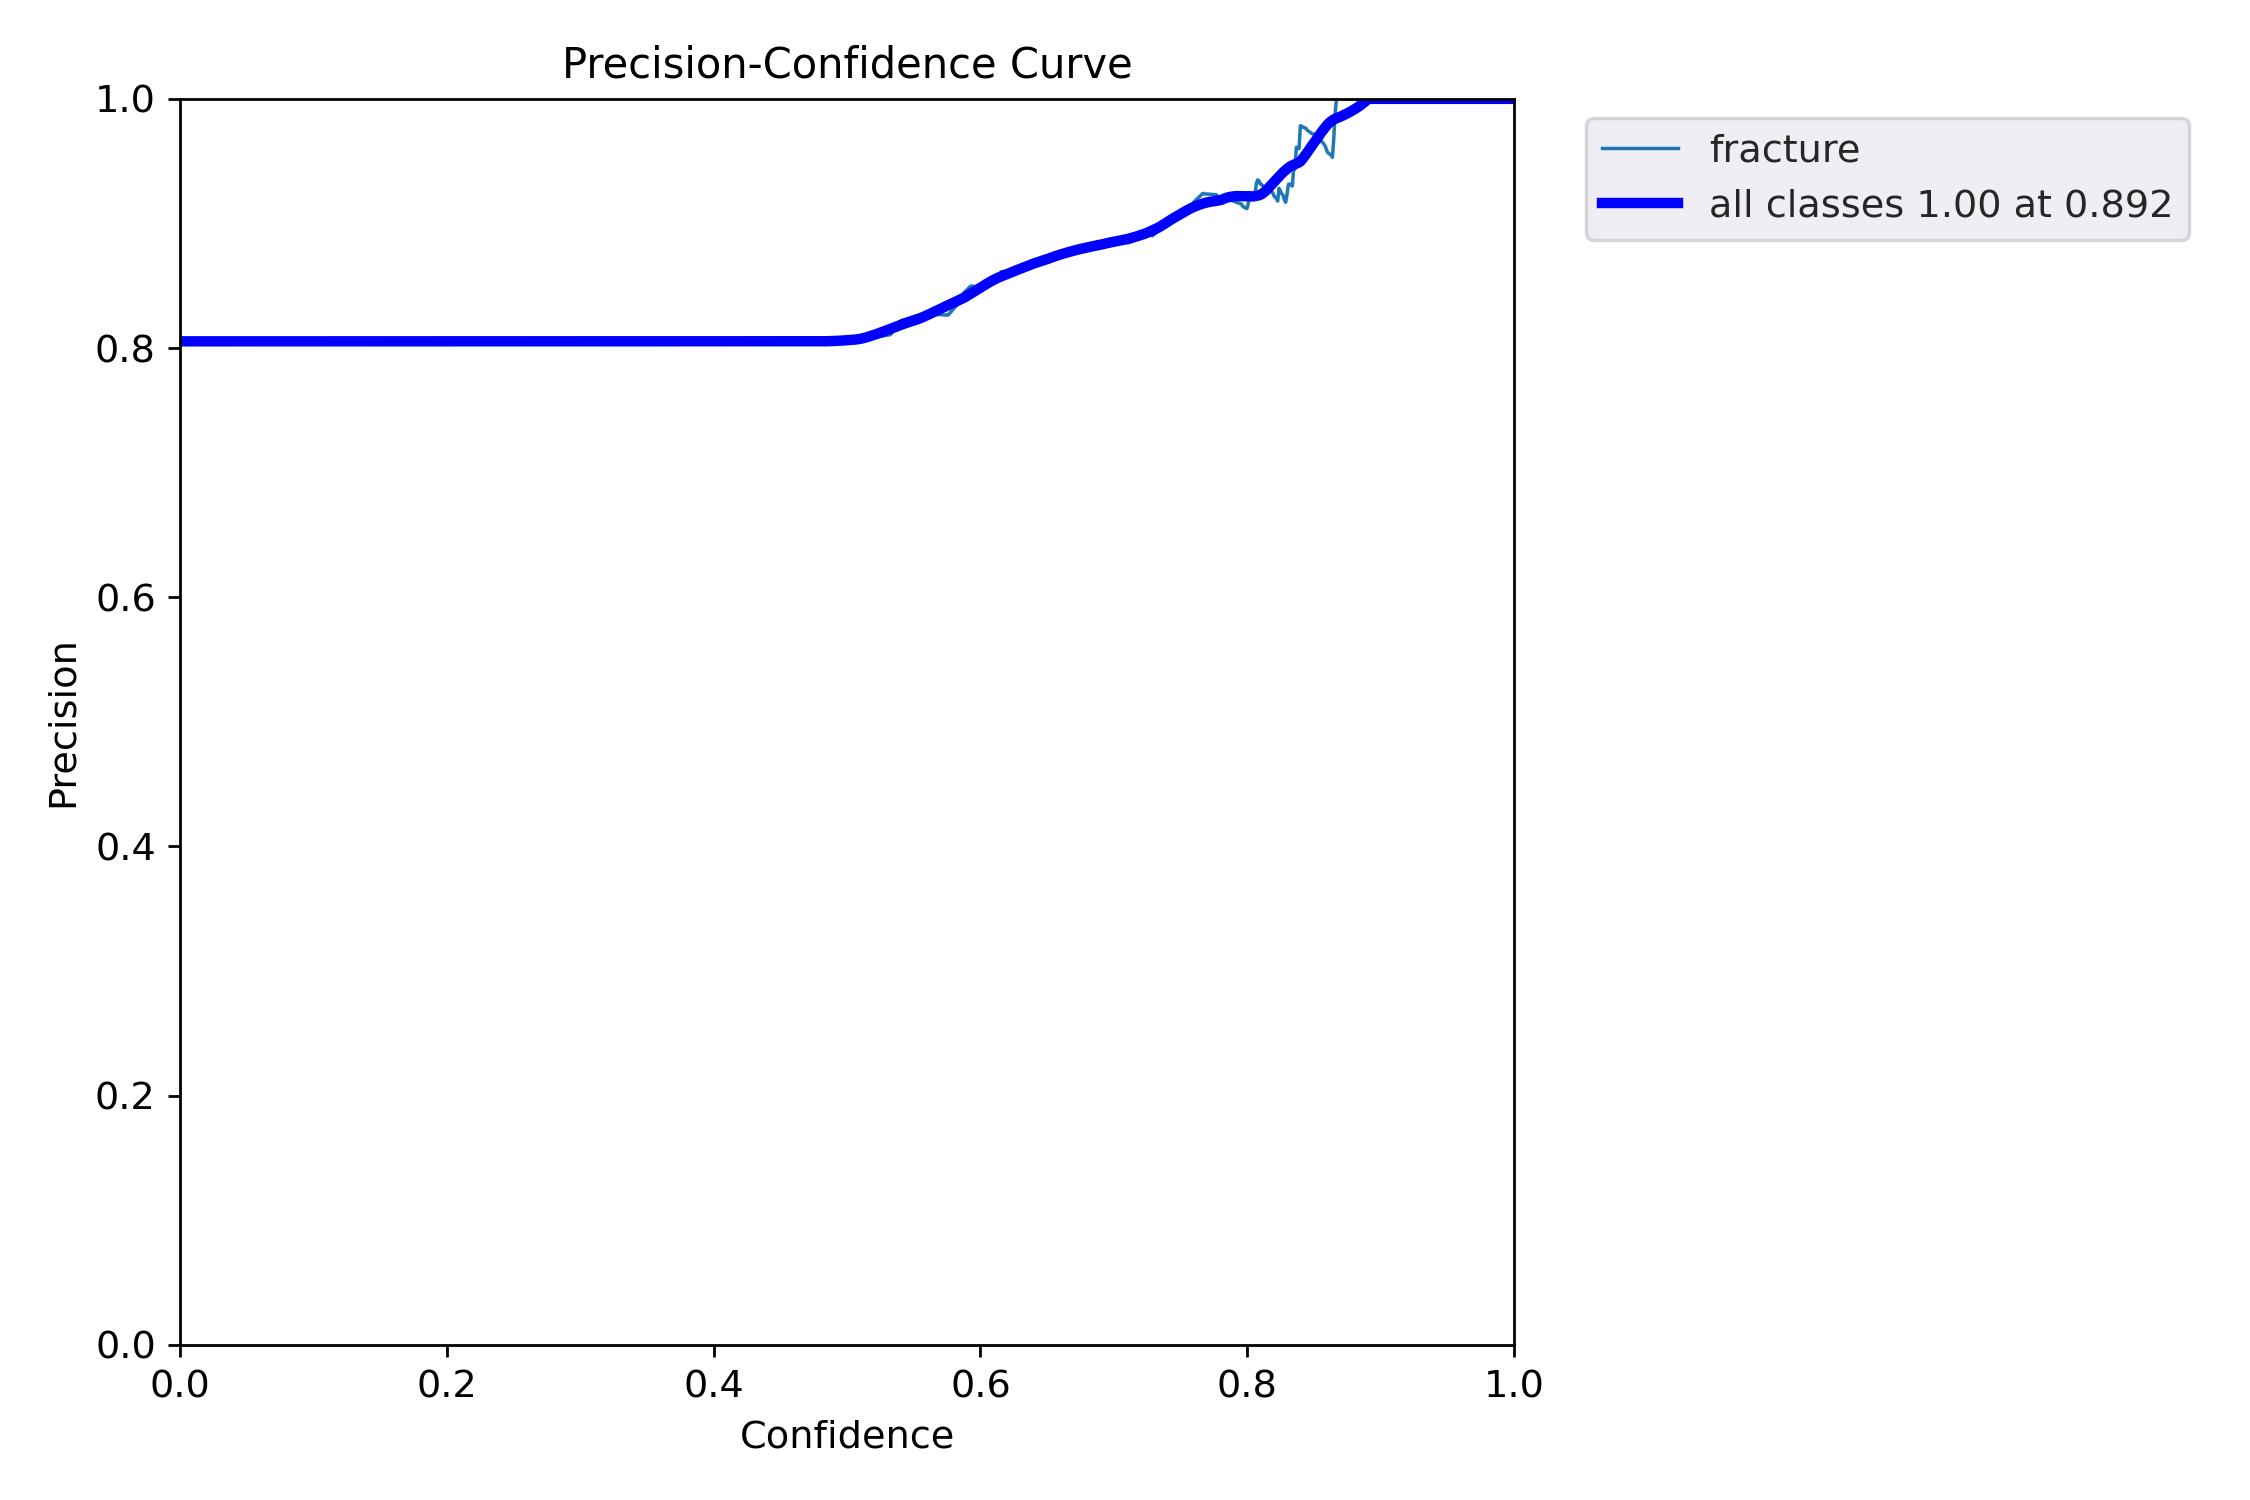 Precision-Confidence Curve
1.0
0.8
0.6
0.4
0.2
0.0
Precision
0.0 0.2 0.4 0.6 0.8 1.0
Confidence
fracture
all classes 1.00 at 0.892